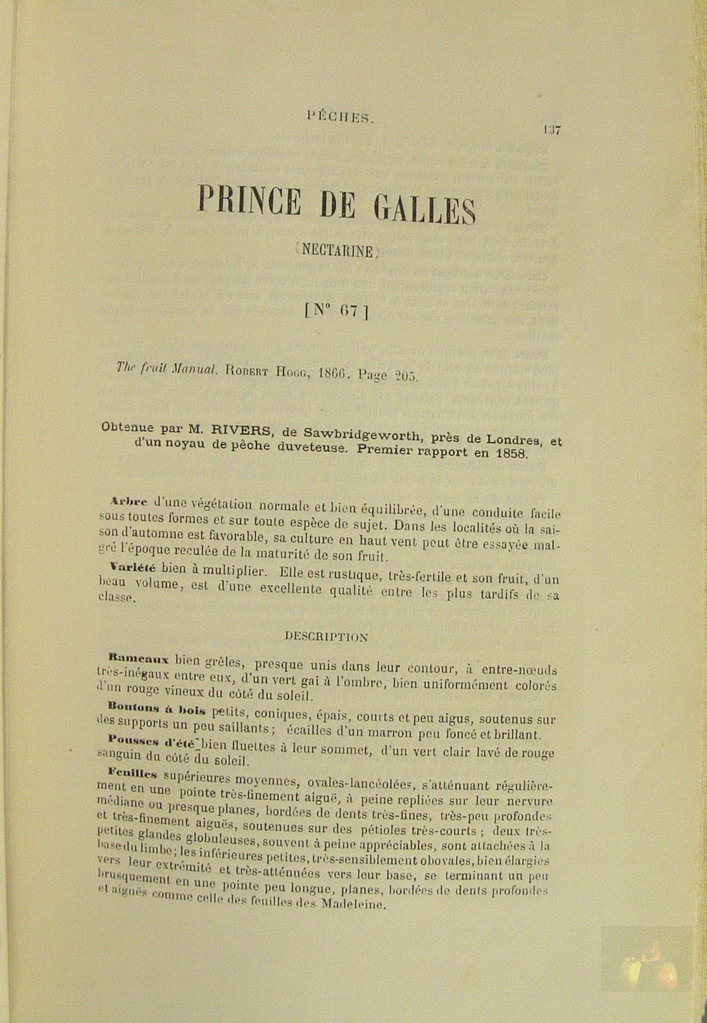 PÊCHES.
137
PRINCE DE GALLES
(NECTARINE)
[N° 67]
The fruit Manual. ROBERT HOGG, 1866. Page 205.
Obtenue par M. RIVERS, de Sawbridgeworth, près de Londres, et
d'un noyau de pêche duveteuse. Premier rapport en 1858.
Arbre d'une végétation normale et bien équilibrée, d'une conduite facile
sous toutes formes et sur toute espèce de sujet. Dans les localités où la sai-
son d'automne est favorable, sa culture en haut vent peut être essayée mal-
gré l'époque reculée de la maturité de son fruit.
Variété bien à multiplier. Elle est rustique, très-fertile et son fruit, d'un
beau volume, est d'une excellente qualité entre les plus tardifs de sa
classe.
DESCRIPTION
Rameaux bien grêles, presque unis dans leur contour, à entre-nœuds
très-inégaux entre eux, d'un vert gai à l'ombre, bien uniformément colorés
d'un rouge vineux du côté du soleil.
Boutons à bois petits, coniques, épais, courts et peu aigus, soutenus sur
des supports un peu saillants ; écailles d'un marron peu foncé et brillant.
Pousses d'été bien fluettes à leur sommet, d'un vert clair lavé de rouge
sanguin du côté du soleil.
Feuilles supérieures moyennes, ovales-lancéolées, s'atténuant régulière-
ment en une pointe très-finement aiguë, à peine repliées sur leur nervure
médiane ou presque planes, bordées de dents très-fines, très-peu profondes
et très-finement aiguës, soutenues sur des pétioles très-courts ; deux très-
petites glandes globuleuses, souvent à peine appréciables, sont attachées à la
base du limbe ; les inférieures petites, très-sensiblement obovales, bien élargies
vers leur extrémité et très-atténuées vers leur base, se terminant un peu
brusquement en une pointe peu longue, planes, bordées de dents profondes
et aiguës comme celle des feuilles des Madeleine.